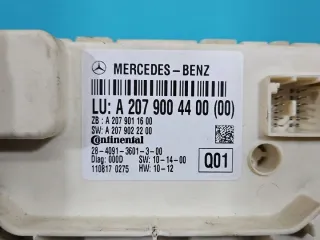 MERCEDES-BENZ
LU: A 207 900 44 00 (00)
ZB : A 207 901 16 00
SW: A 207 902 22 00
Continental
28-4091-3601-3-00
Diag: 000D SW: 10-14-00
110817 0275 HW: 10-12
Q01